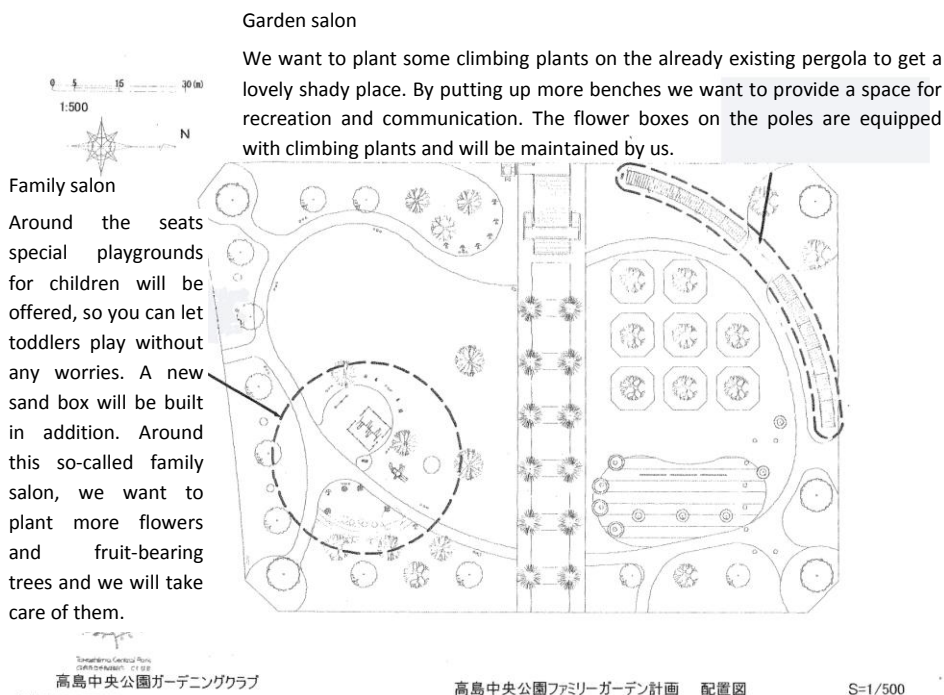 Garden salon
We want to plant some climbing plants on the already existing pergola to get a
lovely shady place. By putting up more benches we want to provide a space for
recreation and communication. The flower boxes on the poles are equipped
with climbing plants and will be maintained by us.
0 5 15 30 (m)
1:500
N
Family salon
Around the seats
special playgrounds
for children will be
offered, so you can let
toddlers play without
any worries. A new
sand box will be built
in addition. Around
this so-called family
salon, we want to
plant more flowers
and fruit-bearing
trees and we will take
care of them.
Takashima Central Park
高島中央公園ガーデニングクラブ
高島中央公園ファミリーガーデン計画 配置図 S=1/500